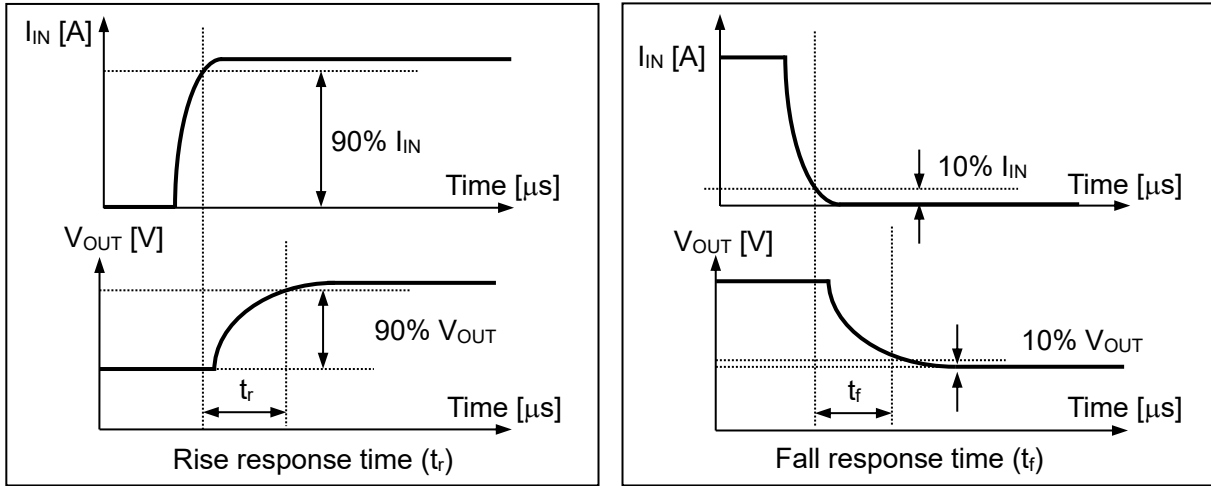 I_IN [A]
90% I_IN
Time [μs]
V_OUT [V]
90% V_OUT
t_r
Time [μs]
Rise response time (t_r)
I_IN [A]
10% I_IN
Time [μs]
V_OUT [V]
10% V_OUT
t_f
Time [μs]
Fall response time (t_f)